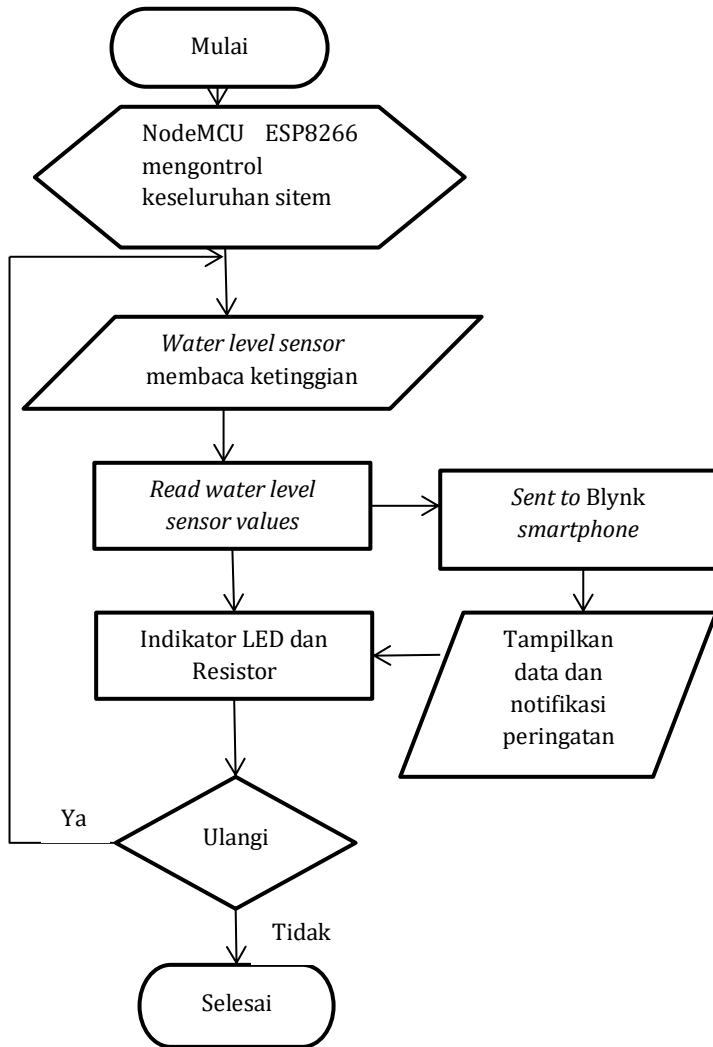 Mulai
NodeMCU ESP8266
mengontrol
keseluruhan sitem
Water level sensor
membaca ketinggian
Read water level
sensor values
Sent to Blynk
smartphone
Indikator LED dan
Resistor
Tampilkan
data dan
notifikasi
peringatan
Ya
Ulangi
Tidak
Selesai